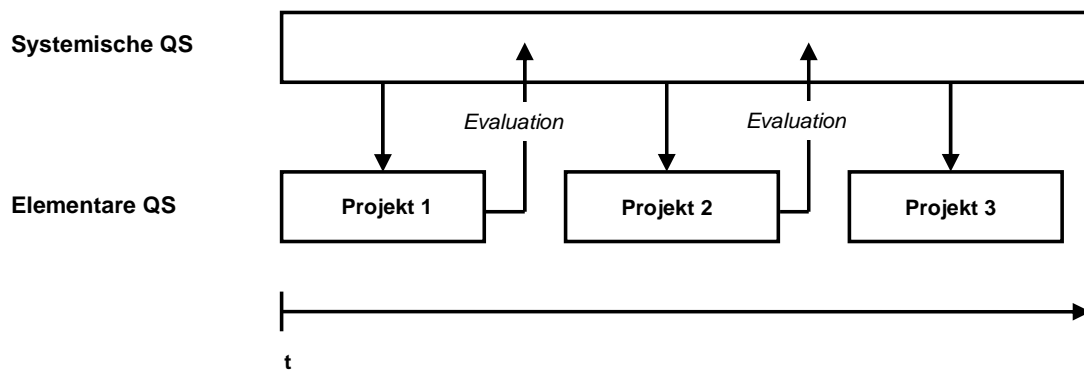 Systemische QS
Evaluation
Evaluation
Elementare QS
Projekt 1
Projekt 2
Projekt 3
t